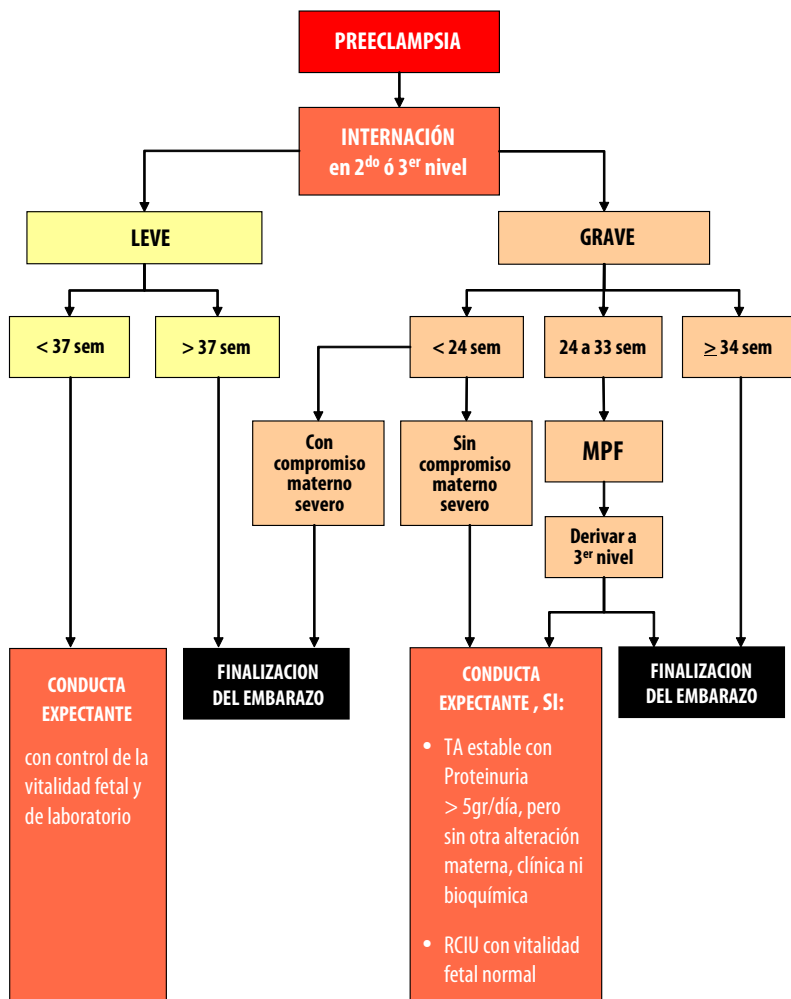 PREECLAMPSIA
INTERNACIÓN
en 2do ó 3er nivel
LEVE
GRAVE
< 37 sem
> 37 sem
< 24 sem
24 a 33 sem
≥ 34 sem
Con
compromiso
materno
severo
Sin
compromiso
materno
severo
MPF
Derivar a
3er nivel
CONDUCTA
EXPECTANTE
con control de la
vitalidad fetal y
de laboratorio
FINALIZACION
DEL EMBARAZO
CONDUCTA
EXPECTANTE , SI:
• TA estable con
Proteinuria
> 5gr/día, pero
sin otra alteración
materna, clínica ni
bioquímica
• RCIU con vitalidad
fetal normal
FINALIZACION
DEL EMBARAZO